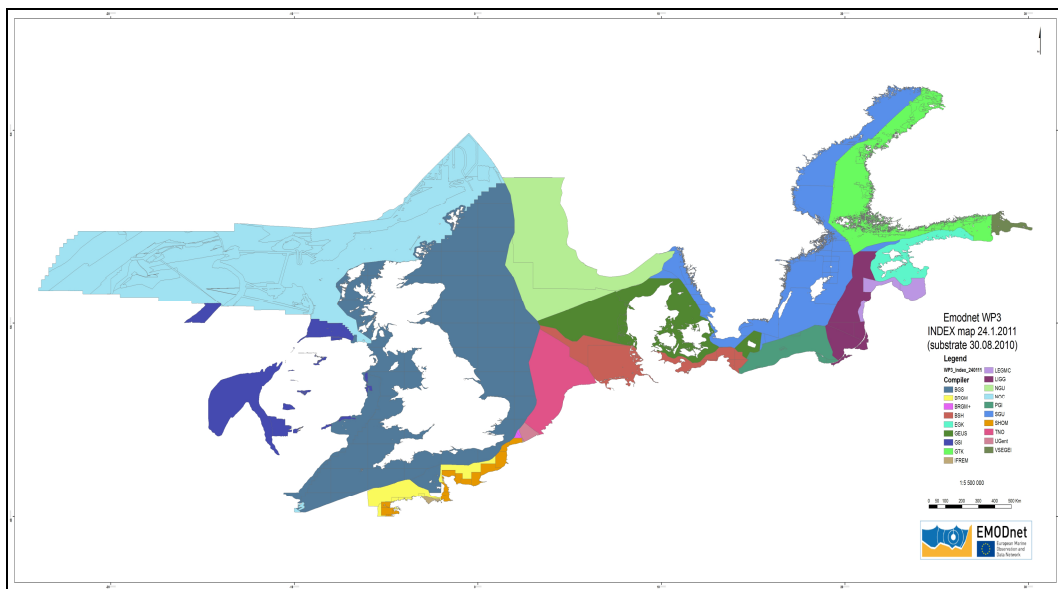 Emodnet WP3
INDEX map 24.1.2011
(substrate 30.08.2010)
Legend
WP3_Index_240111
Compiler
BGS
BRGM
BRGM+
BSH
EGK
GEUS
GSI
GTK
IFREM
LEGMC
LIGG
NGU
NOC
PGI
SGU
SHOM
TNO
UGent
VSEGEI
1:5 500 000
0 50 100 200 300 400 500 Km
EMODnet
European Marine
Observation and
Data Network